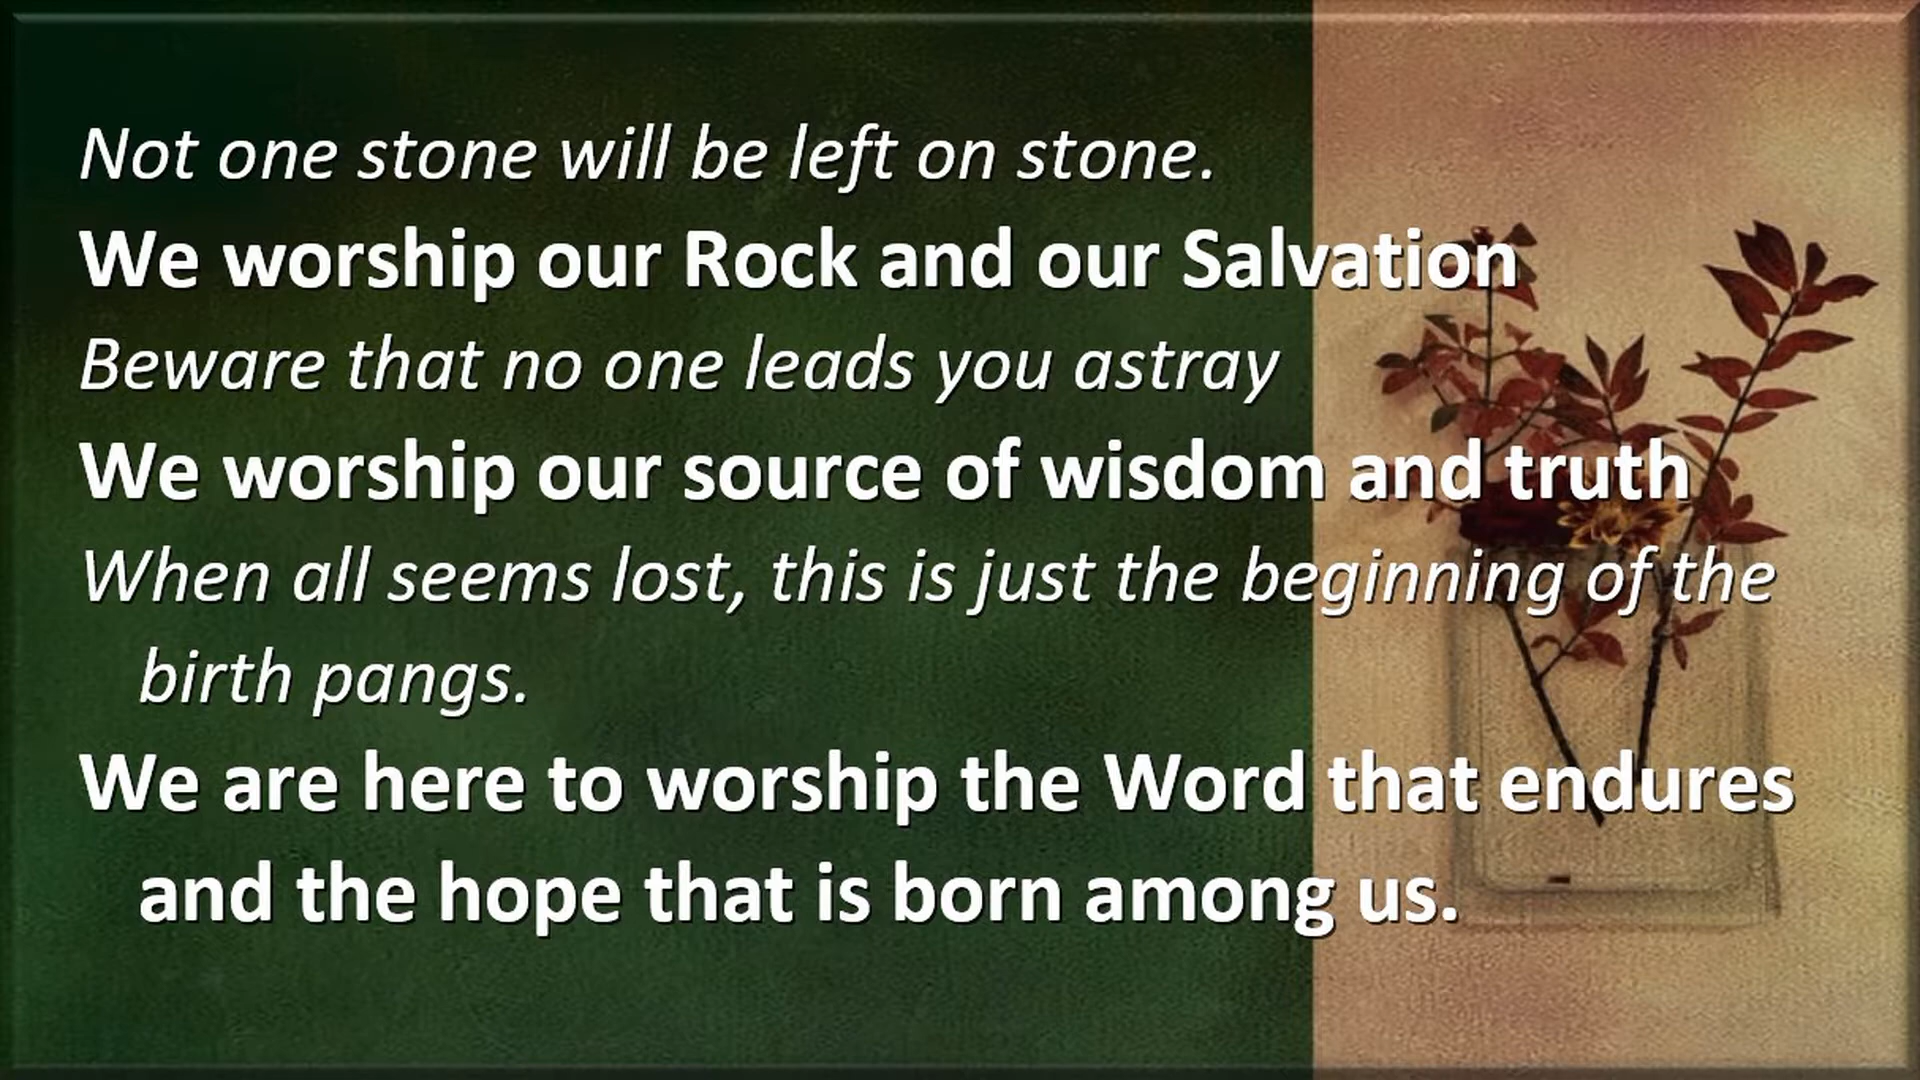 Not one stone will be left on stone.
We worship our Rock and our Salvation
Beware that no one leads you astray
We worship our source of wisdom and truth
When all seems lost, this is just the beginning of the
birth pangs.
We are here to worship the Word that endures
and the hope that is born among us.